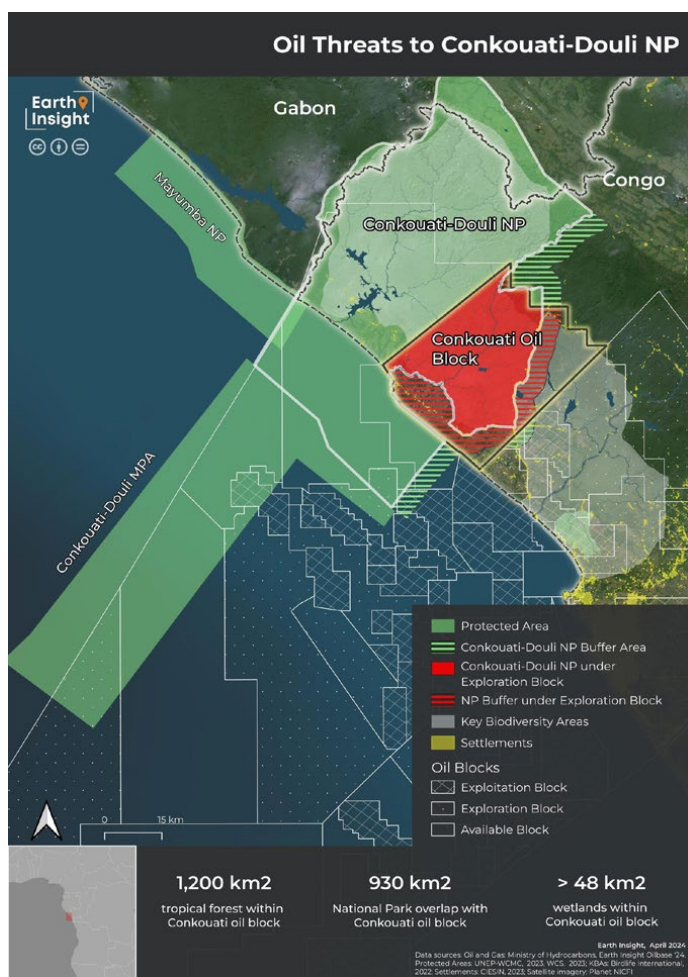 Oil Threats to Conkouati-Douli NP
Earth
Insight
cc
Gabon
Congo
Mayumba NP
Conkouati-Douli NP
Conkouati Oil
Block
Conkouati-Douli MPA
Protected Area
Conkouati-Douli NP Buffer Area
Conkouati-Douli NP under
Exploration Block
NP Buffer under Exploration Block
Key Biodiversity Areas
Settlements
Oil Blocks
Exploitation Block
Exploration Block
Available Block
0 15 km
1,200 km2
tropical forest within
Conkouati oil block
930 km2
National Park overlap with
Conkouati oil block
> 48 km2
wetlands within
Conkouati oil block
Earth Insight, April 2024
Data sources: Oil and Gas: Ministry of Hydrocarbons, Earth Insight Oilbase '24,
Protected Areas: UNEP-WCMC, 2023, WCS, 2023; KBAs: Birdlife International,
2022; Settlements: CIESIN, 2023; Satellite imagery: Planet NICFI